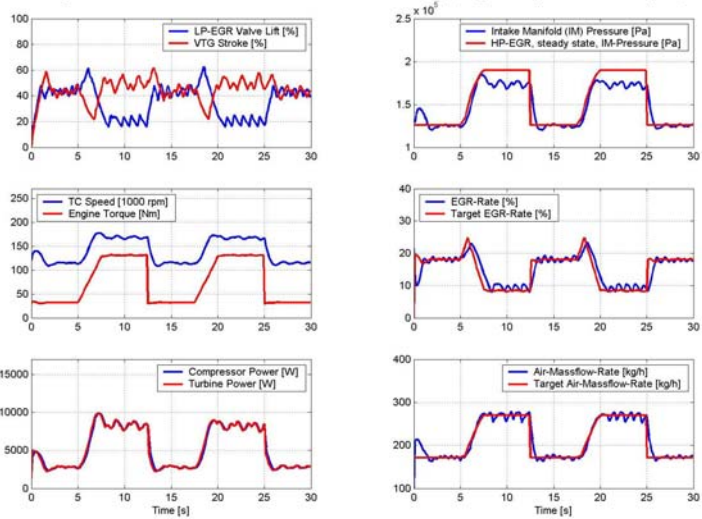 LP-EGR Valve Lift [%]
VTG Stroke [%]
100
80
60
40
20
0
0 5 10 15 20 25 30
x 10⁵
Intake Manifold (IM) Pressure [Pa]
HP-EGR, steady state, IM-Pressure [Pa]
2.5
2
1.5
1
0 5 10 15 20 25 30
TC Speed [1000 rpm]
Engine Torque [Nm]
250
200
150
100
50
0
0 5 10 15 20 25 30
EGR-Rate [%]
Target EGR-Rate [%]
40
30
20
10
0
0 5 10 15 20 25 30
Compressor Power [W]
Turbine Power [W]
15000
10000
5000
0
0 5 10 15 20 25 30
Time [s]
Air-Massflow-Rate [kg/h]
Target Air-Massflow-Rate [kg/h]
400
300
200
100
0 5 10 15 20 25 30
Time [s]